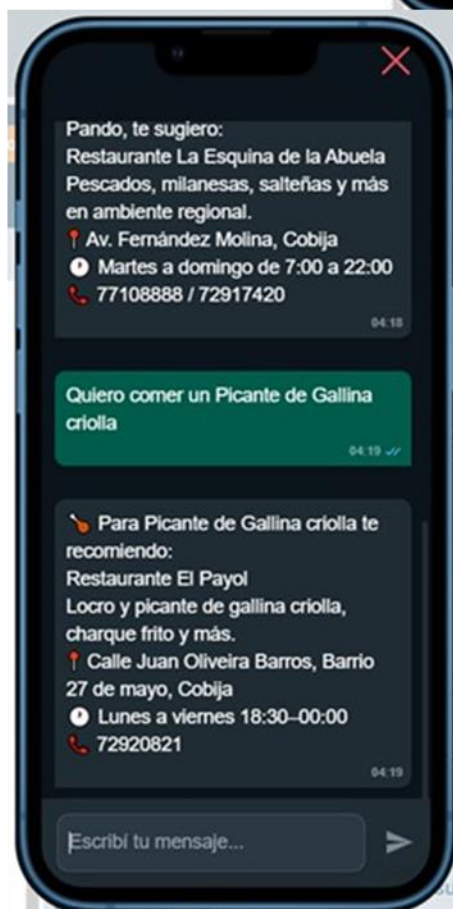 Pando, te sugiero:
Restaurante La Esquina de la Abuela
Pescados, milanesas, salteñas y más
en ambiente regional.
📍 Av. Fernández Molina, Cobija
🕐 Martes a domingo de 7:00 a 22:00
📞 77108888 / 72917420
04:18
Quiero comer un Picante de Gallina
criolla
04:19
🍗 Para Picante de Gallina criolla te
recomiendo:
Restaurante El Payol
Locro y picante de gallina criolla,
charque frito y más.
📍 Calle Juan Oliveira Barros, Barrio
27 de mayo, Cobija
🕐 Lunes a viernes 18:30–00:00
📞 72920821
04:19
Escribí tu mensaje...